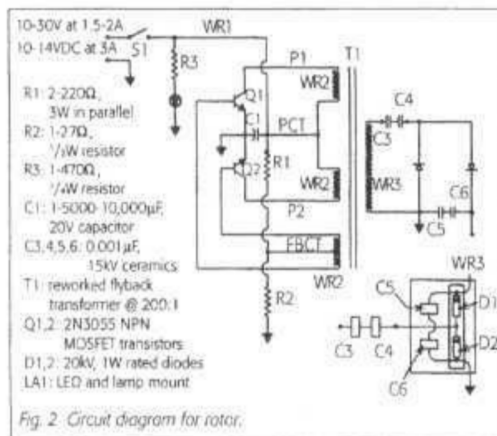 10-30V at 1.5-2A
10-14VDC at 3A
S1
WR1
R3
P1
T1
WR2
Q1
C1
PCT
R1
Q2
WR2
P2
FBCT
WR2
R2
C4
C3
WR3
C6
C5
WR3
C5
D1
C3
C4
D2
C6
R1: 2-220Ω,
3W in parallel
R2: 1-27Ω,
1/2W resistor
R3: 1-470Ω,
1/4W resistor
C1: 1-5000-10,000µF,
20V capacitor
C3,4,5,6: 0.001µF,
15kV ceramics
T1: reworked flyback
transformer @ 200:1
Q1,2: 2N3055 NPN
MOSFET transistors
D1,2: 20kV, 1W rated diodes
LA1: LED and lamp mount
Fig. 2 Circuit diagram for rotor.